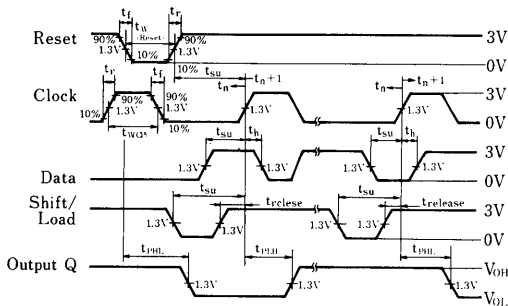 tf tW (Reset) tr
Reset 90% 1.3V 10% 90% 1.3V 10% 3V 0V
tr tf tsu tn tn+1 tn tn+1
Clock 10% 90% 1.3V 90% 1.3V 10% 1.3V 1.3V 3V 0V
tsu th tsu th
Data 1.3V 1.3V 1.3V 1.3V 3V 0V
tsu trclese tsu trelease
Shift/
Load 1.3V 1.3V 1.3V 1.3V 3V 0V
tPHL tPLH tPHL
Output Q 1.3V 1.3V 1.3V VOH
VOL